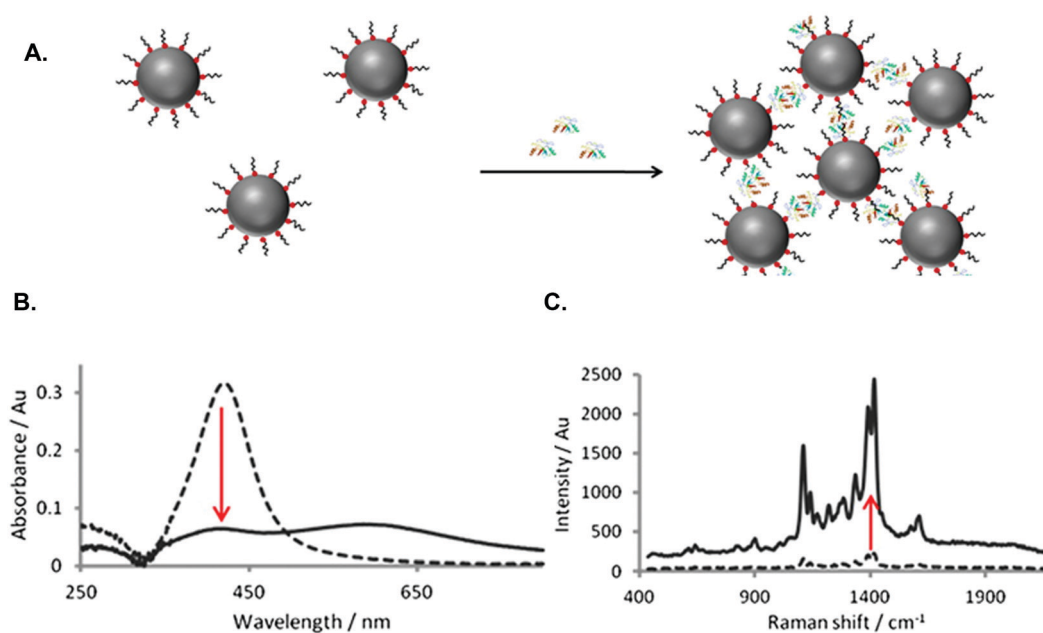 A.
B.
C.
Absorbance / Au
0.3
0.2
0.1
0
250
450
650
Wavelength / nm
Intensity / Au
2500
2000
1500
1000
500
0
400
900
1400
1900
Raman shift / cm⁻¹